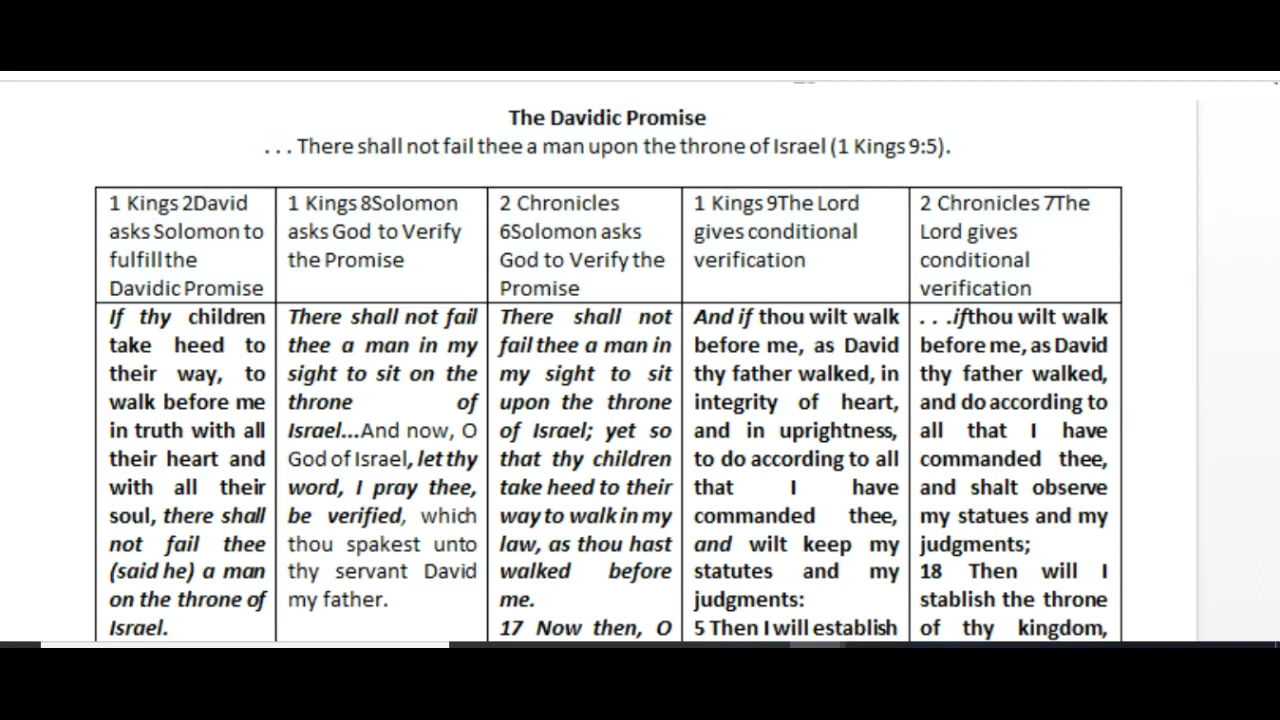 The Davidic Promise
. . . There shall not fail thee a man upon the throne of Israel (1 Kings 9:5).
1 Kings 2David
asks Solomon to
fulfill the
Davidic Promise
1 Kings 8Solomon
asks God to Verify
the Promise
2 Chronicles
6Solomon asks
God to Verify the
Promise
1 Kings 9The Lord
gives conditional
verification
2 Chronicles 7The
Lord gives
conditional
verification
If thy children
take heed to
their way, to
walk before me
in truth with all
their heart and
with all their
soul, there shall
not fail thee
(said he) a man
on the throne of
Israel.
There shall not fail
thee a man in my
sight to sit on the
throne of
Israel...And now, O
God of Israel, let thy
word, I pray thee,
be verified, which
thou spakest unto
thy servant David
my father.
There shall not
fail thee a man in
my sight to sit
upon the throne
of Israel; yet so
that thy children
take heed to their
way to walk in my
law, as thou hast
walked before
me.
17 Now then, O
And if thou wilt walk
before me, as David
thy father walked, in
integrity of heart,
and in uprightness,
to do according to all
that I have
commanded thee,
and wilt keep my
statutes and my
judgments:
5 Then I will establish
. . .ifthou wilt walk
before me, as David
thy father walked,
and do according to
all that I have
commanded thee,
and shalt observe
my statues and my
judgments;
18 Then will I
stablish the throne
of thy kingdom,